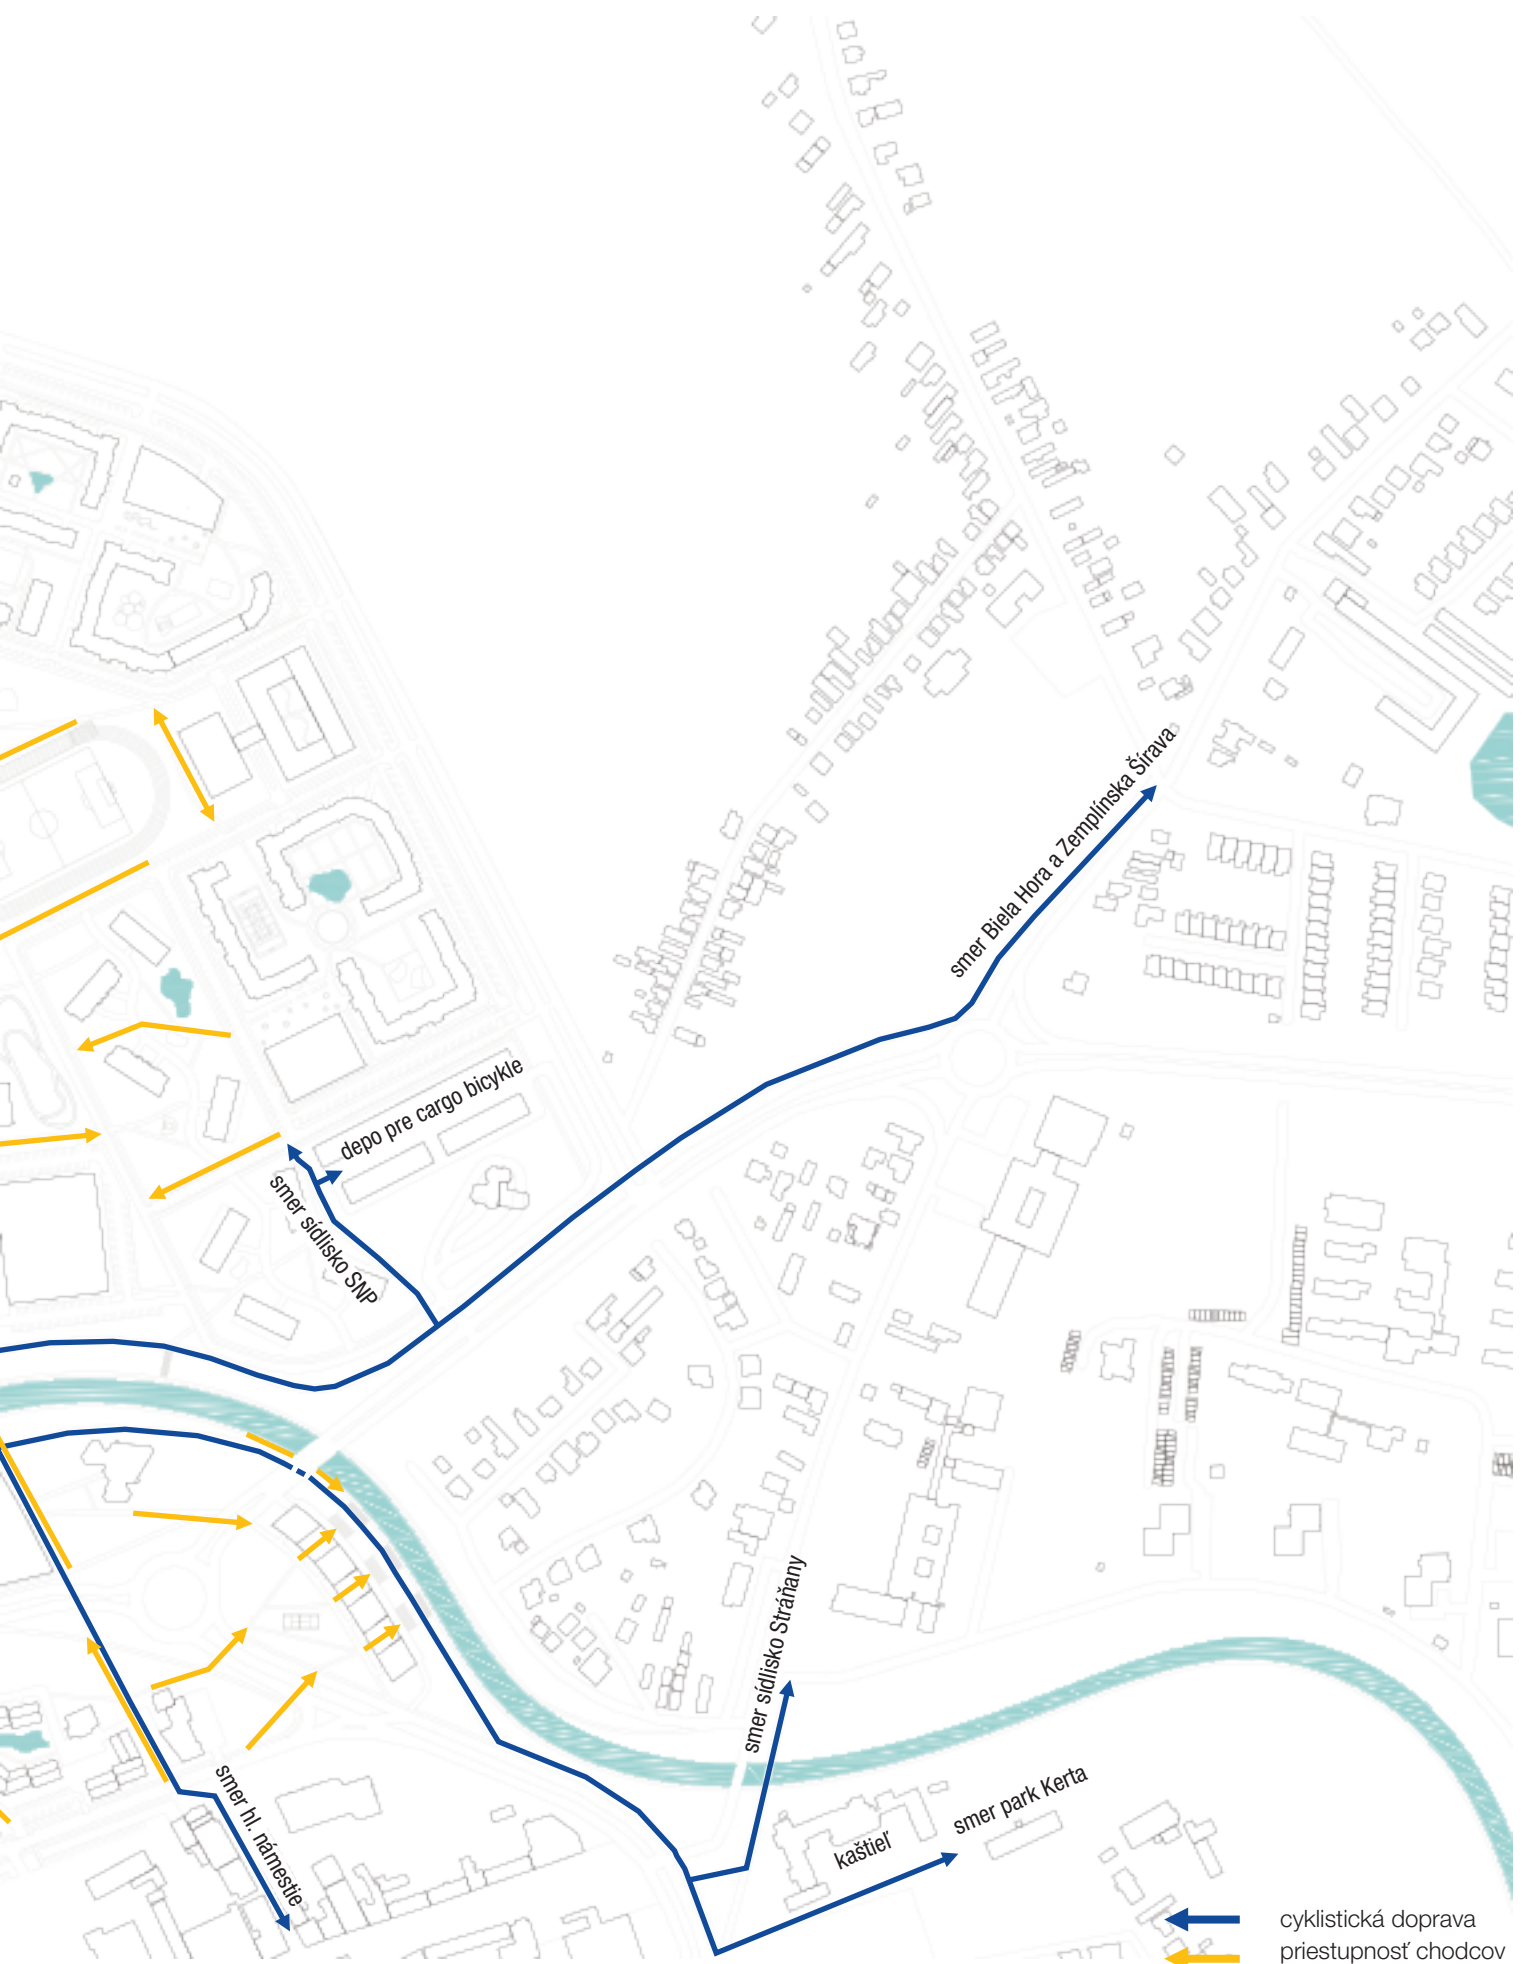 smer Biela Hora a Zemplínska Šírava
depo pre cargo bicykle
smer sídlisko SNP
smer sídlisko Stráňany
smer hl. námestie
smer park Kerta
kaštieľ
cyklistická doprava
priestupnosť chodcov